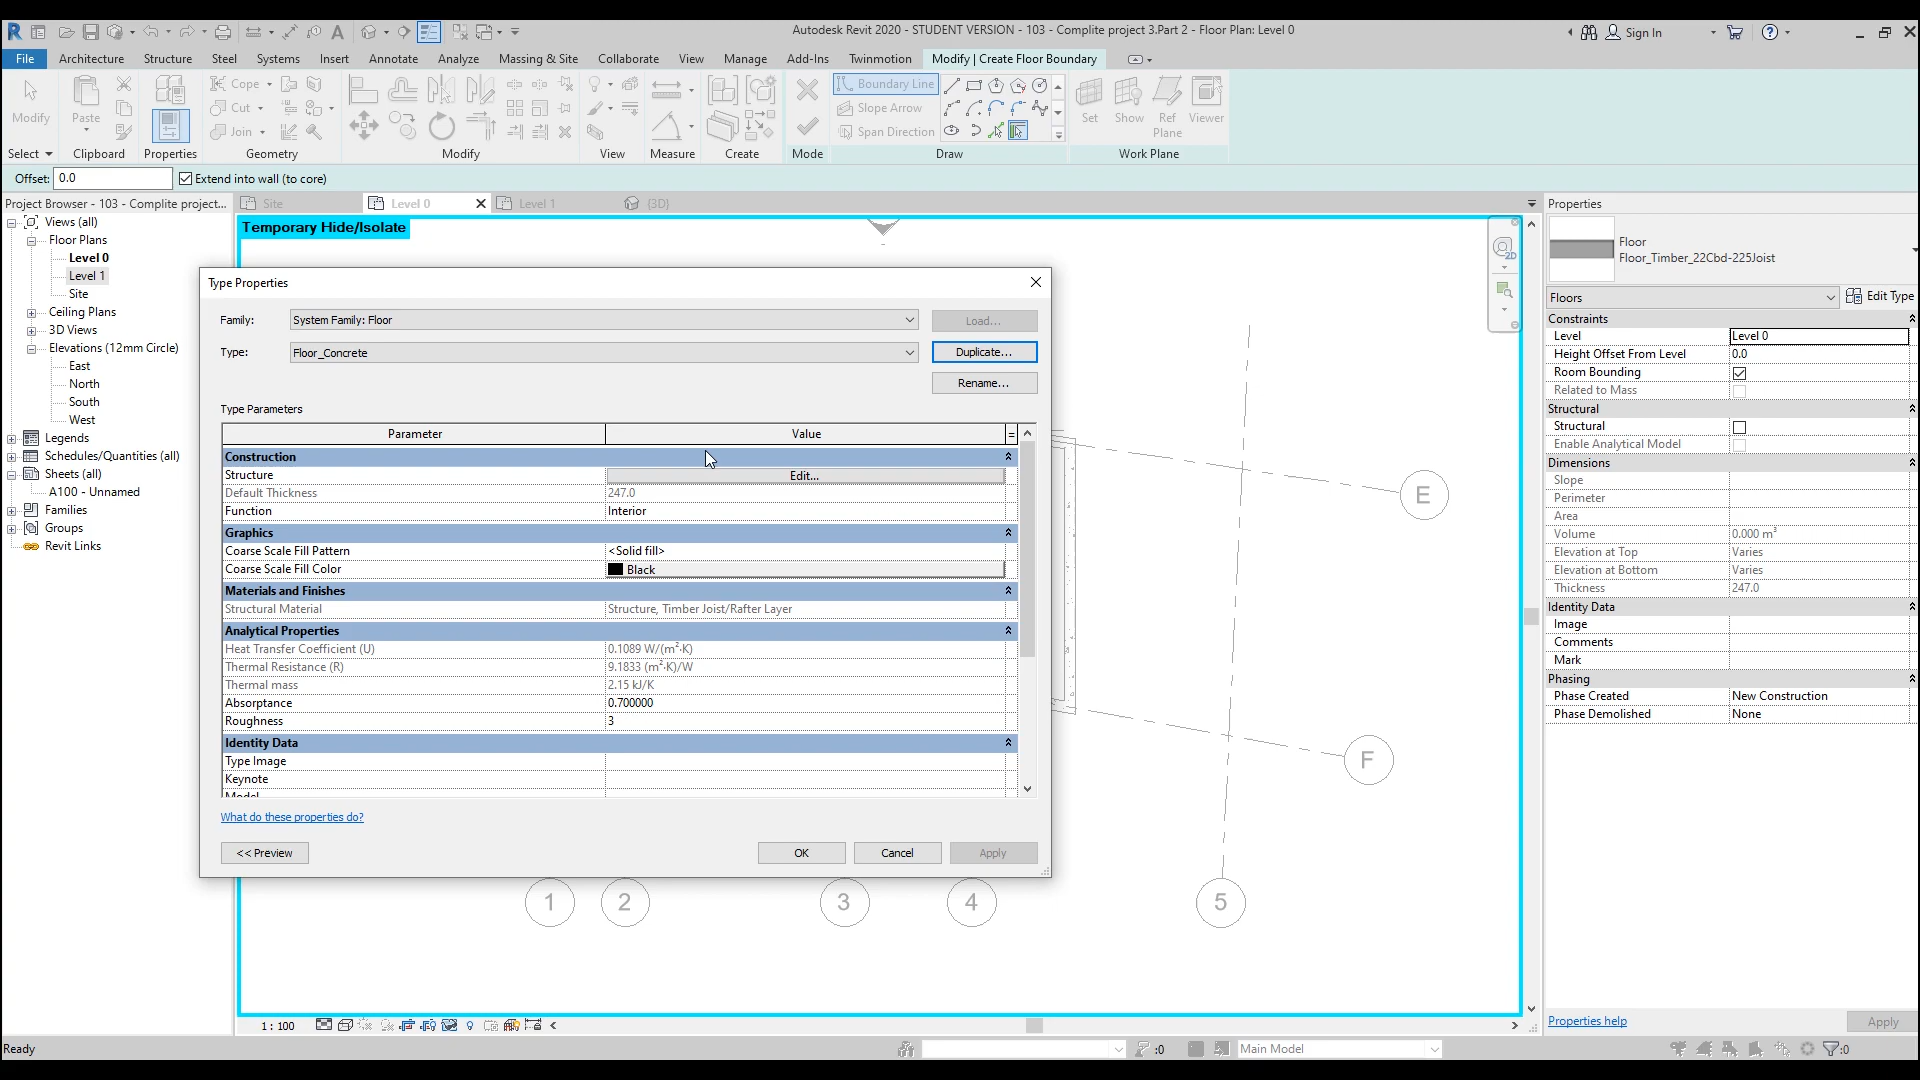 Autodesk Revit 2020 - STUDENT VERSION - 103 - Complite project 3.Part 2 - Floor Plan: Level 0
Sign In
File Architecture Structure Steel Systems Insert Annotate Analyze Massing & Site Collaborate View Manage Add-Ins Twinmotion Modify | Create Floor Boundary
Modify
Paste
Cope
Cut
Join
Boundary Line
Slope Arrow
Span Direction
Set
Show
Ref
Plane
Viewer
Select Clipboard Properties Geometry Modify View Measure Create Mode Draw Work Plane
Offset: 0.0 Extend into wall (to core)
Project Browser - 103 - Complite project...
Views (all)
Floor Plans
Level 0
Level 1
Site
Ceiling Plans
3D Views
Elevations (12mm Circle)
East
North
South
West
Legends
Schedules/Quantities (all)
Sheets (all)
A100 - Unnamed
Families
Groups
Revit Links
Site
Level 0
Level 1
(3D)
Temporary Hide/Isolate
2D
Type Properties
Family: System Family: Floor Load...
Type: Floor_Concrete Duplicate...
Rename...
Type Parameters
Parameter Value =
Construction
Structure Edit...
Default Thickness 247.0
Function Interior
Graphics
Coarse Scale Fill Pattern <Solid fill>
Coarse Scale Fill Color Black
Materials and Finishes
Structural Material Structure, Timber Joist/Rafter Layer
Analytical Properties
Heat Transfer Coefficient (U) 0.1089 W/(m²·K)
Thermal Resistance (R) 9.1833 (m²·K)/W
Thermal mass 2.15 kJ/K
Absorptance 0.700000
Roughness 3
Identity Data
Type Image
Keynote
Model
What do these properties do?
<< Preview OK Cancel Apply
E
F
1 2 3 4 5
Properties
Floor
Floor_Timber_22Cbd-225Joist
Floors Edit Type
Constraints
Level Level 0
Height Offset From Level 0.0
Room Bounding
Related to Mass
Structural
Structural
Enable Analytical Model
Dimensions
Slope
Perimeter
Area
Volume 0.000 m³
Elevation at Top Varies
Elevation at Bottom Varies
Thickness 247.0
Identity Data
Image
Comments
Mark
Phasing
Phase Created New Construction
Phase Demolished None
Properties help Apply
1 : 100
Ready
:0
Main Model
:0